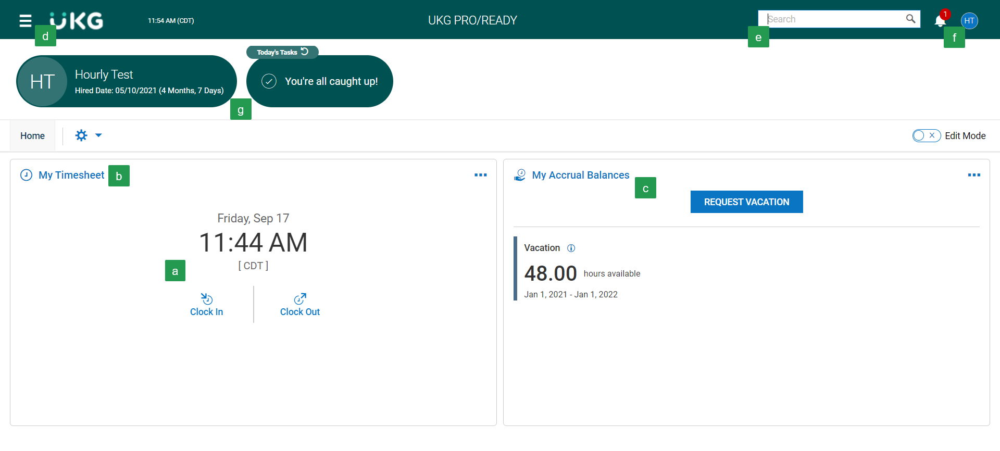 UKG
11:54 AM (CDT)
UKG PRO/READY
Search
1
HT
d
e
f
HT
Hourly Test
Hired Date: 05/10/2021 (4 Months, 7 Days)
Today's Tasks
You're all caught up!
g
Home
Edit Mode
My Timesheet
b
Friday, Sep 17
11:44 AM
[ CDT ]
a
Clock In
Clock Out
My Accrual Balances
c
REQUEST VACATION
Vacation
48.00 hours available
Jan 1, 2021 - Jan 1, 2022